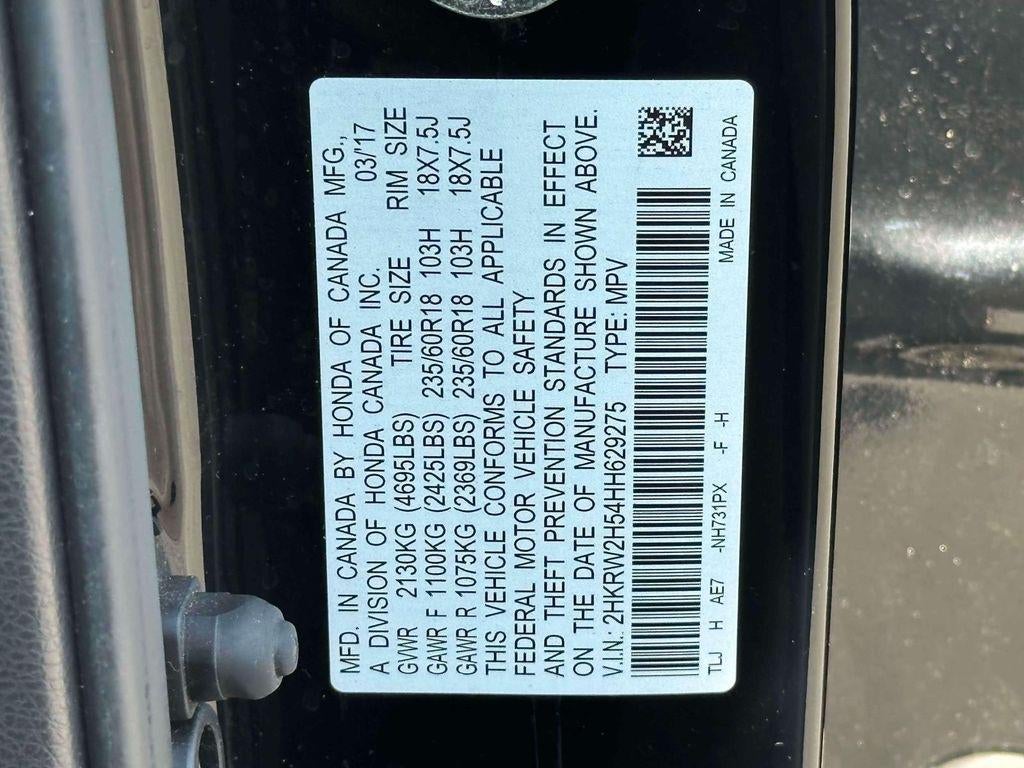 MFD. IN CANADA BY HONDA OF CANADA MFG.,
A DIVISION OF HONDA CANADA INC. 03/'17
GVWR 2130KG (4695LBS) TIRE SIZE RIM SIZE
GAWR F 1100KG (2425LBS) 235/60R18 103H 18X7.5J
GAWR R 1075KG (2369LBS) 235/60R18 103H 18X7.5J
THIS VEHICLE CONFORMS TO ALL APPLICABLE
FEDERAL MOTOR VEHICLE SAFETY
AND THEFT PREVENTION STANDARDS IN EFFECT
ON THE DATE OF MANUFACTURE SHOWN ABOVE.
V.I.N.: 2HKRW2H54HH629275 TYPE: MPV
TLJ H AE7 -NH731PX -F -H MADE IN CANADA